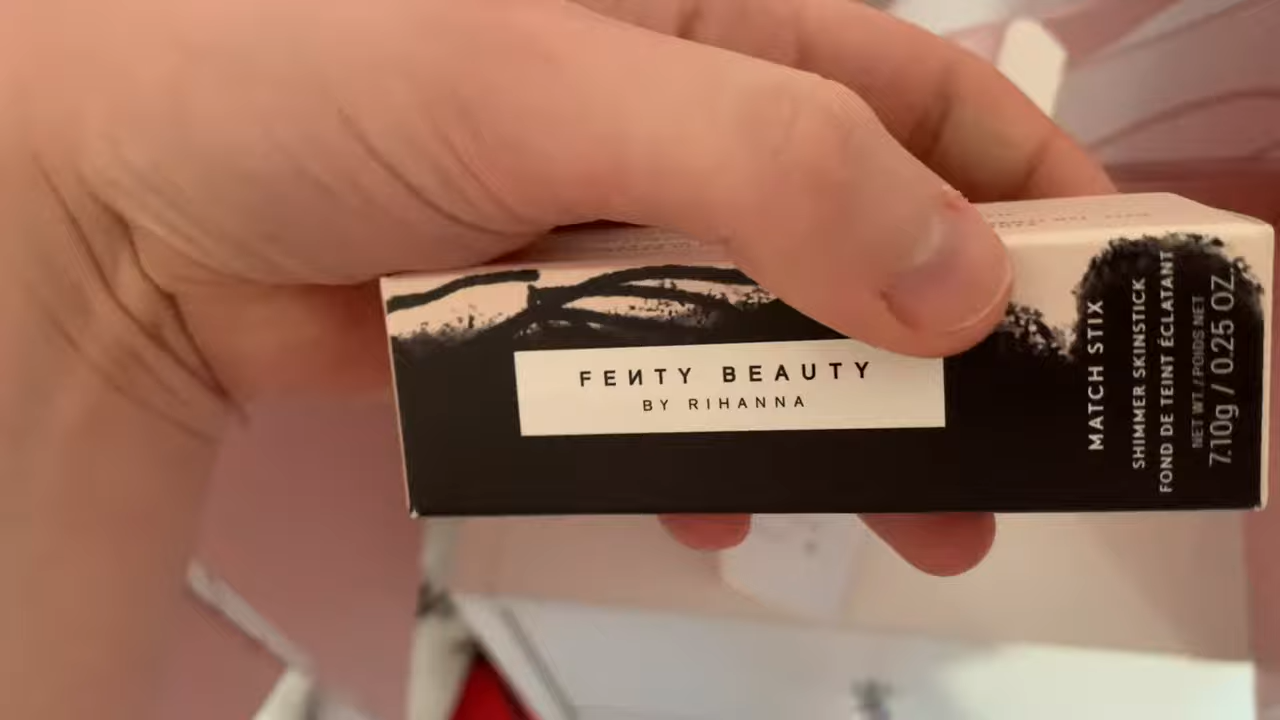 FEИTY BEAUTY
BY RIHANNA
MATCH STIX
SHIMMER SKINSTICK
FOND DE TEINT ÉCLATANT
NET WT. / POIDS NET
7.10g / 0.25 OZ.